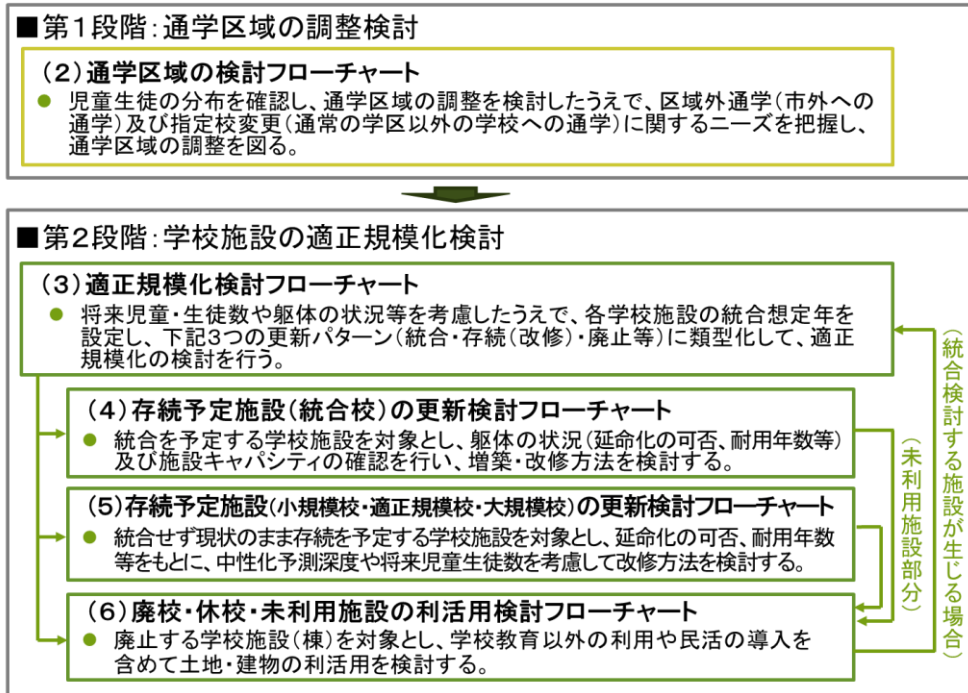 ■第1段階:通学区域の調整検討
(2)通学区域の検討フローチャート
● 児童生徒の分布を確認し、通学区域の調整を検討したうえで、区域外通学(市外への
通学)及び指定校変更(通常の学区以外の学校への通学)に関するニーズを把握し、
通学区域の調整を図る。
■第2段階:学校施設の適正規模化検討
(3)適正規模化検討フローチャート
● 将来児童・生徒数や躯体の状況等を考慮したうえで、各学校施設の統合想定年を
設定し、下記3つの更新パターン(統合・存続(改修)・廃止等)に類型化して、適正
規模化の検討を行う。
(4)存続予定施設(統合校)の更新検討フローチャート
● 統合を予定する学校施設を対象とし、躯体の状況(延命化の可否、耐用年数等)
及び施設キャパシティの確認を行い、増築・改修方法を検討する。
(5)存続予定施設(小規模校・適正規模校・大規模校)の更新検討フローチャート
● 統合せず現状のまま存続を予定する学校施設を対象とし、延命化の可否、耐用年数
等をもとに、中性化予測深度や将来児童生徒数を考慮して改修方法を検討する。
(6)廃校・休校・未利用施設の利活用検討フローチャート
● 廃止する学校施設(棟)を対象とし、学校教育以外の利用や民活の導入を
含めて土地・建物の利活用を検討する。
(未利用施設部分)
(統合検討する施設が生じる場合)